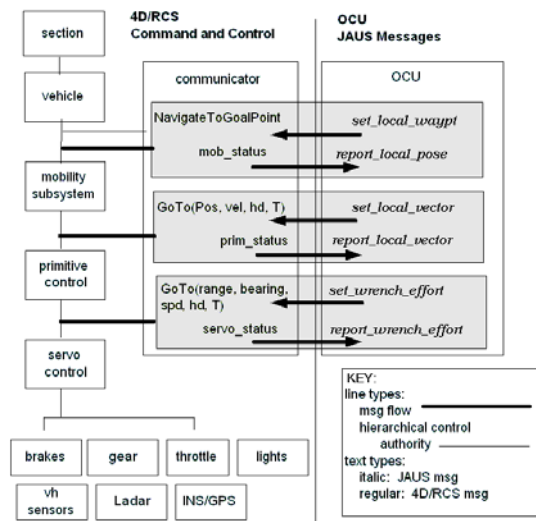 4D/RCS
Command and Control
OCU
JAUS Messages
section
vehicle
mobility
subsystem
primitive
control
servo
control
communicator
OCU
NavigateToGoalPoint
set_local_waypt
mob_status
report_local_pose
GoTo(Pos, vel, hd, T)
set_local_vector
prim_status
report_local_vector
GoTo(range, bearing,
spd, hd, T)
set_wrench_effort
servo_status
report_wrench_effort
brakes
gear
throttle
lights
vh
sensors
Ladar
INS/GPS
KEY:
line types:
msg flow
hierarchical control
authority
text types:
italic: JAUS msg
regular: 4D/RCS msg